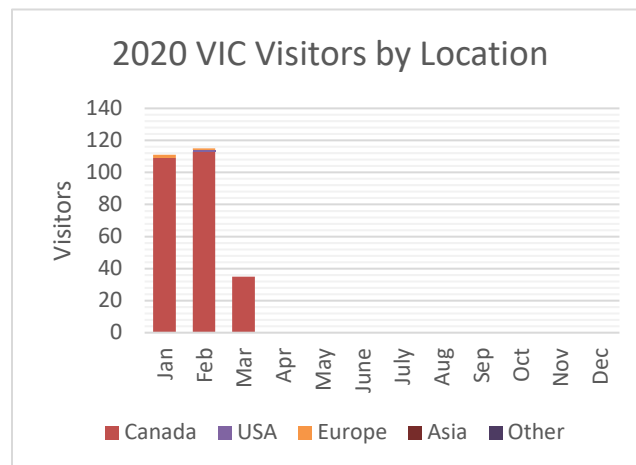 2020 VIC Visitors by Location
Visitors
140
120
100
80
60
40
20
0
Jan Feb Mar Apr May June July Aug Sep Oct Nov Dec
Canada USA Europe Asia Other